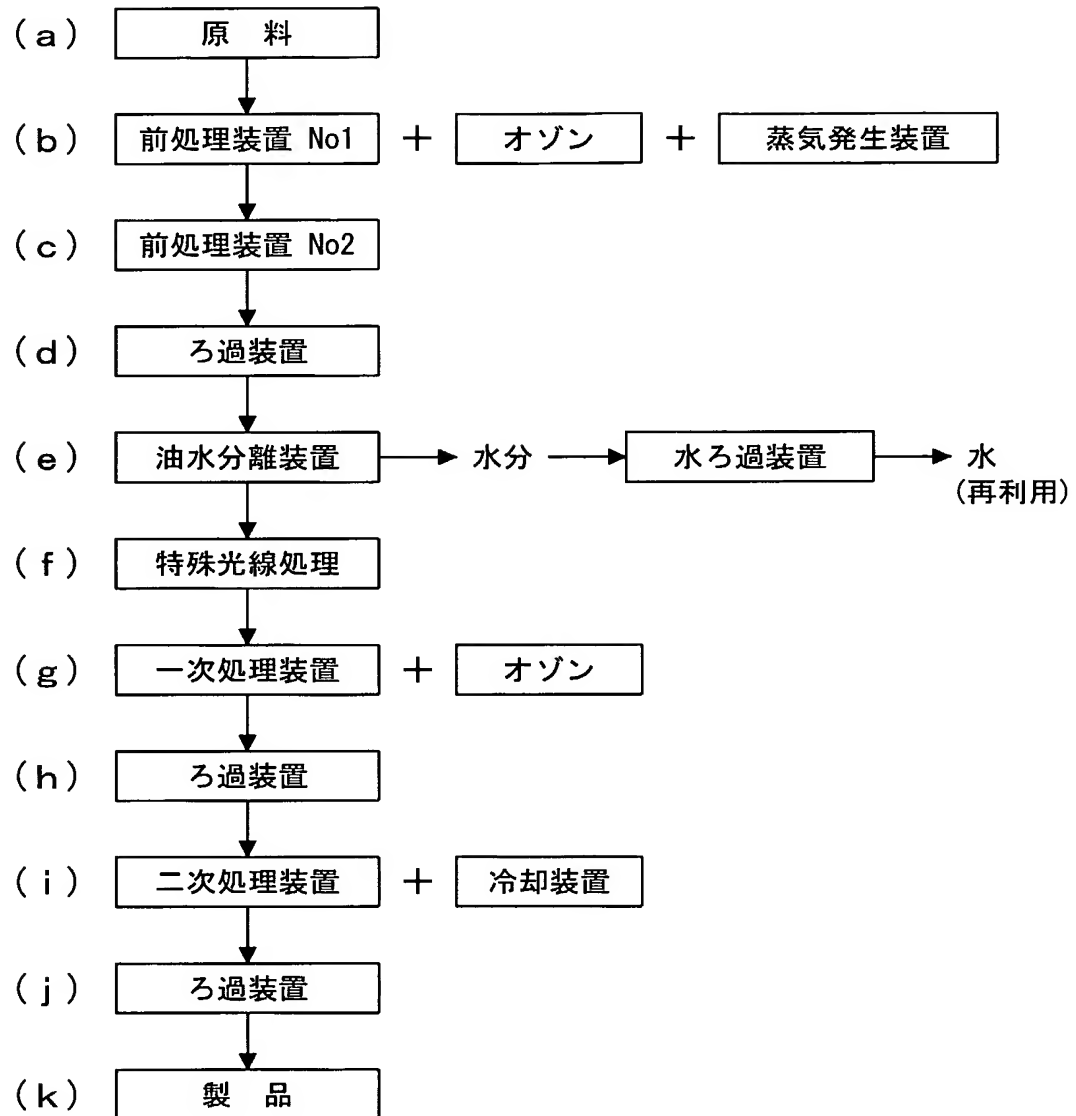 (a) 原 料
(b) 前処理装置 No1 + オゾン + 蒸気発生装置
(c) 前処理装置 No2
(d) ろ過装置
(e) 油水分離装置 水分 水ろ過装置 水
(再利用)
(f) 特殊光線処理
(g) 一次処理装置 + オゾン
(h) ろ過装置
(i) 二次処理装置 + 冷却装置
(j) ろ過装置
(k) 製 品